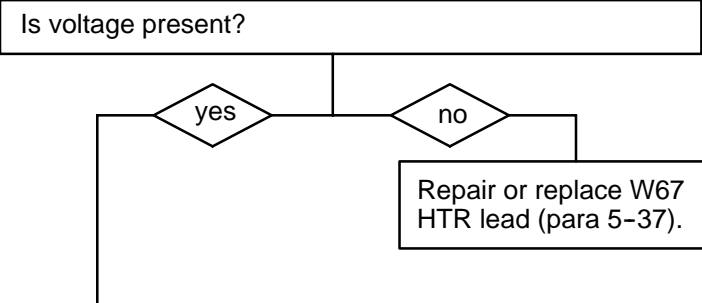 Is voltage present?
yes
no
Repair or replace W67
HTR lead (para 5-37).